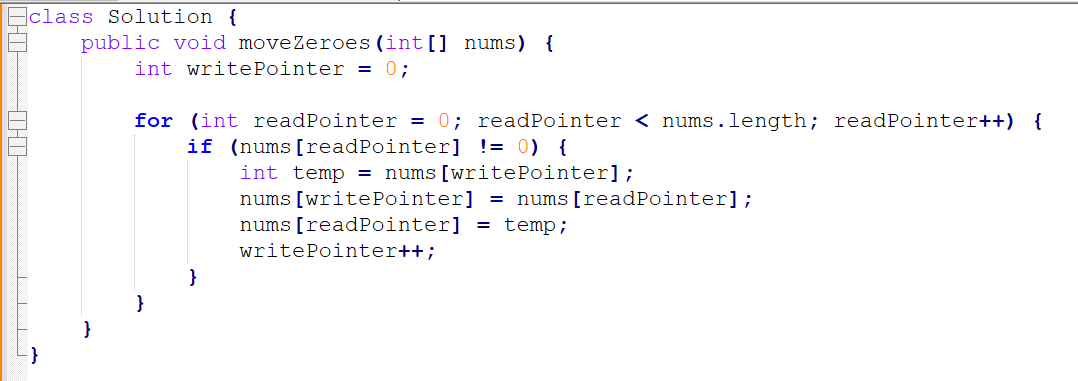 class Solution {
    public void moveZeroes(int[] nums) {
        int writePointer = 0;

        for (int readPointer = 0; readPointer < nums.length; readPointer++) {
            if (nums[readPointer] != 0) {
                int temp = nums[writePointer];
                nums[writePointer] = nums[readPointer];
                nums[readPointer] = temp;
                writePointer++;
            }
        }
    }
}